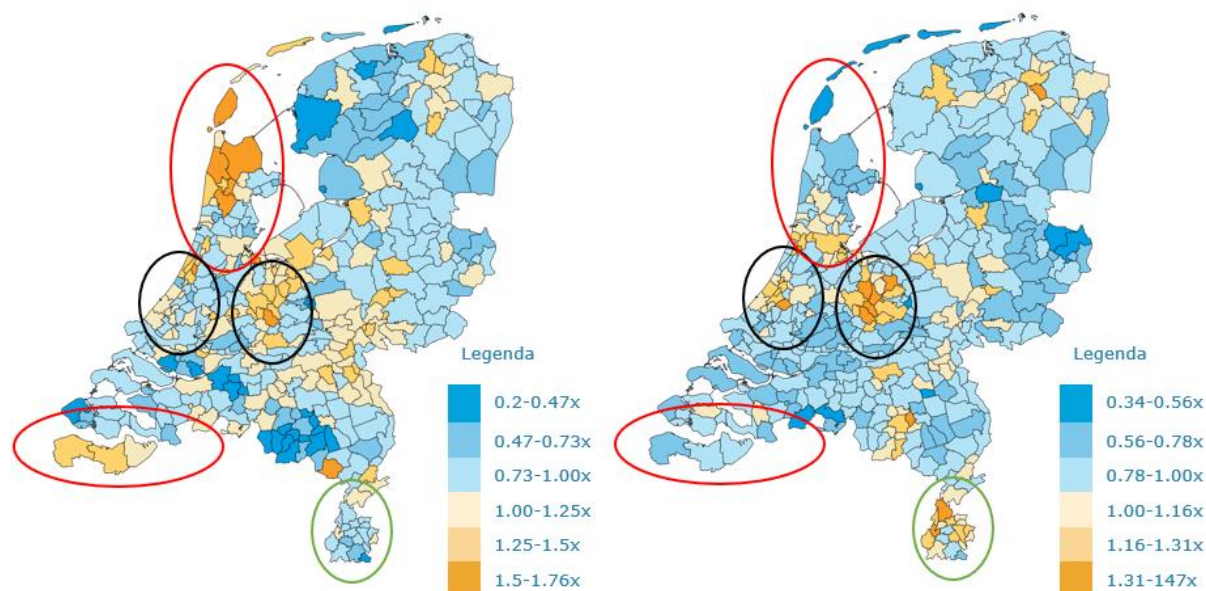 Legenda
0.2-0.47x
0.47-0.73x
0.73-1.00x
1.00-1.25x
1.25-1.5x
1.5-1.76x
Legenda
0.34-0.56x
0.56-0.78x
0.78-1.00x
1.00-1.16x
1.16-1.31x
1.31-147x